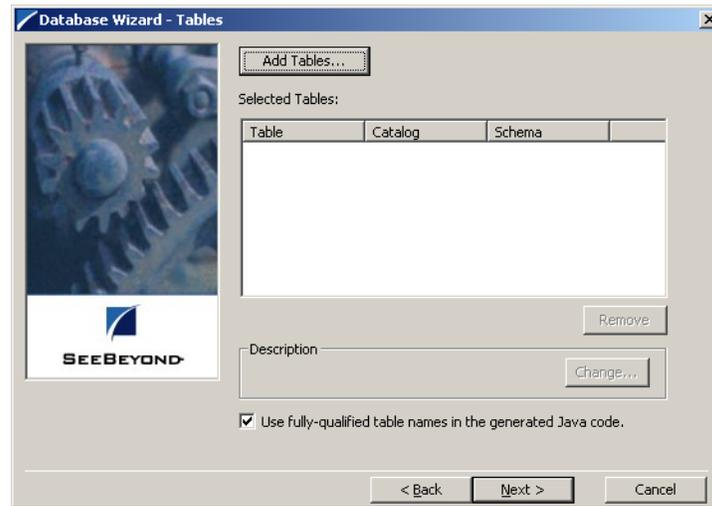 Database Wizard - Tables
Add Tables...
Selected Tables:
Table Catalog Schema
Remove
SEEBEYOND
Description
Change...
Use fully-qualified table names in the generated Java code.
< Back Next > Cancel